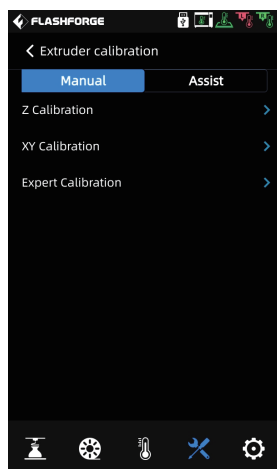 FLASHFORGE
Extruder calibration
Manual Assist
Z Calibration
XY Calibration
Expert Calibration